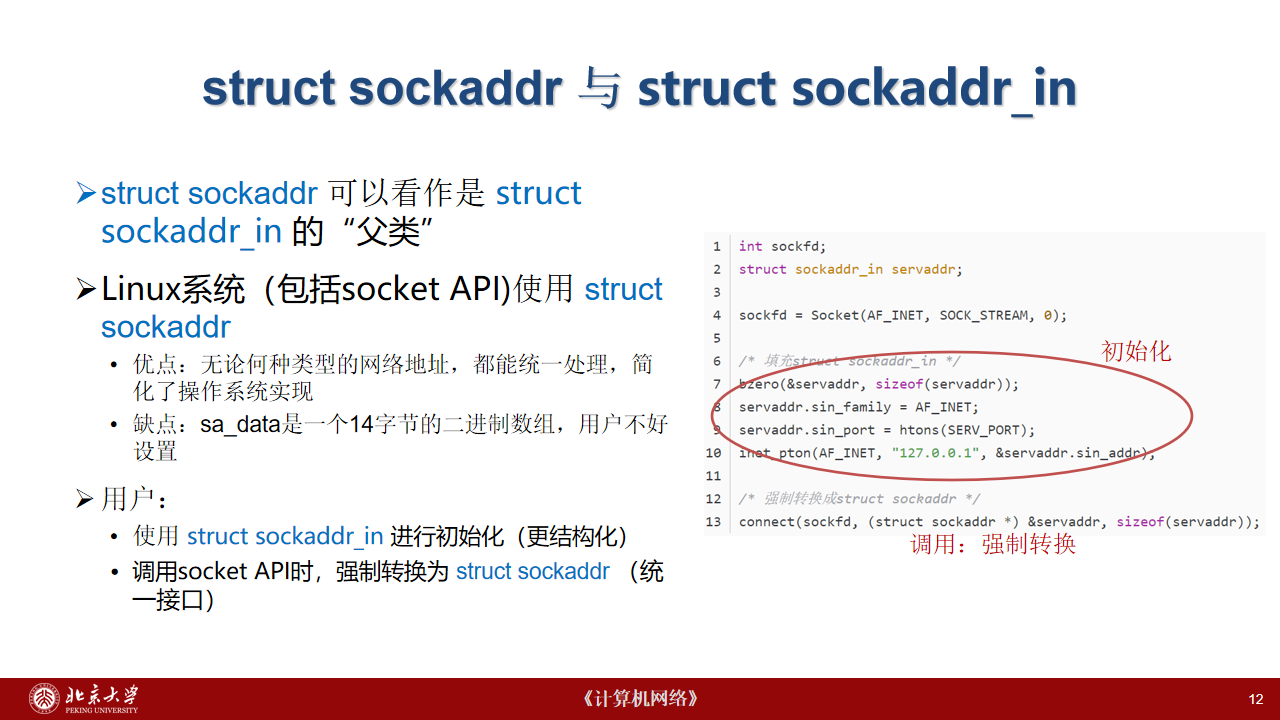 struct sockaddr 与 struct sockaddr_in
➢struct sockaddr 可以看作是 struct
sockaddr_in 的“父类”
➢Linux系统（包括socket API)使用 struct
sockaddr
• 优点：无论何种类型的网络地址，都能统一处理，简
化了操作系统实现
• 缺点：sa_data是一个14字节的二进制数组，用户不好
设置
➢ 用户：
• 使用 struct sockaddr_in 进行初始化（更结构化）
• 调用socket API时，强制转换为 struct sockaddr （统
一接口）
1 int sockfd;
2 struct sockaddr_in servaddr;
3
4 sockfd = Socket(AF_INET, SOCK_STREAM, 0);
5
6 /* 填充struct sockaddr_in */
初始化
7 bzero(&servaddr, sizeof(servaddr));
8 servaddr.sin_family = AF_INET;
9 servaddr.sin_port = htons(SERV_PORT);
10 inet_pton(AF_INET, "127.0.0.1", &servaddr.sin_addr);
11
12 /* 强制转换成struct sockaddr */
13 connect(sockfd, (struct sockaddr *) &servaddr, sizeof(servaddr));
调用：强制转换
北京大学
PEKING UNIVERSITY
《计算机网络》
12